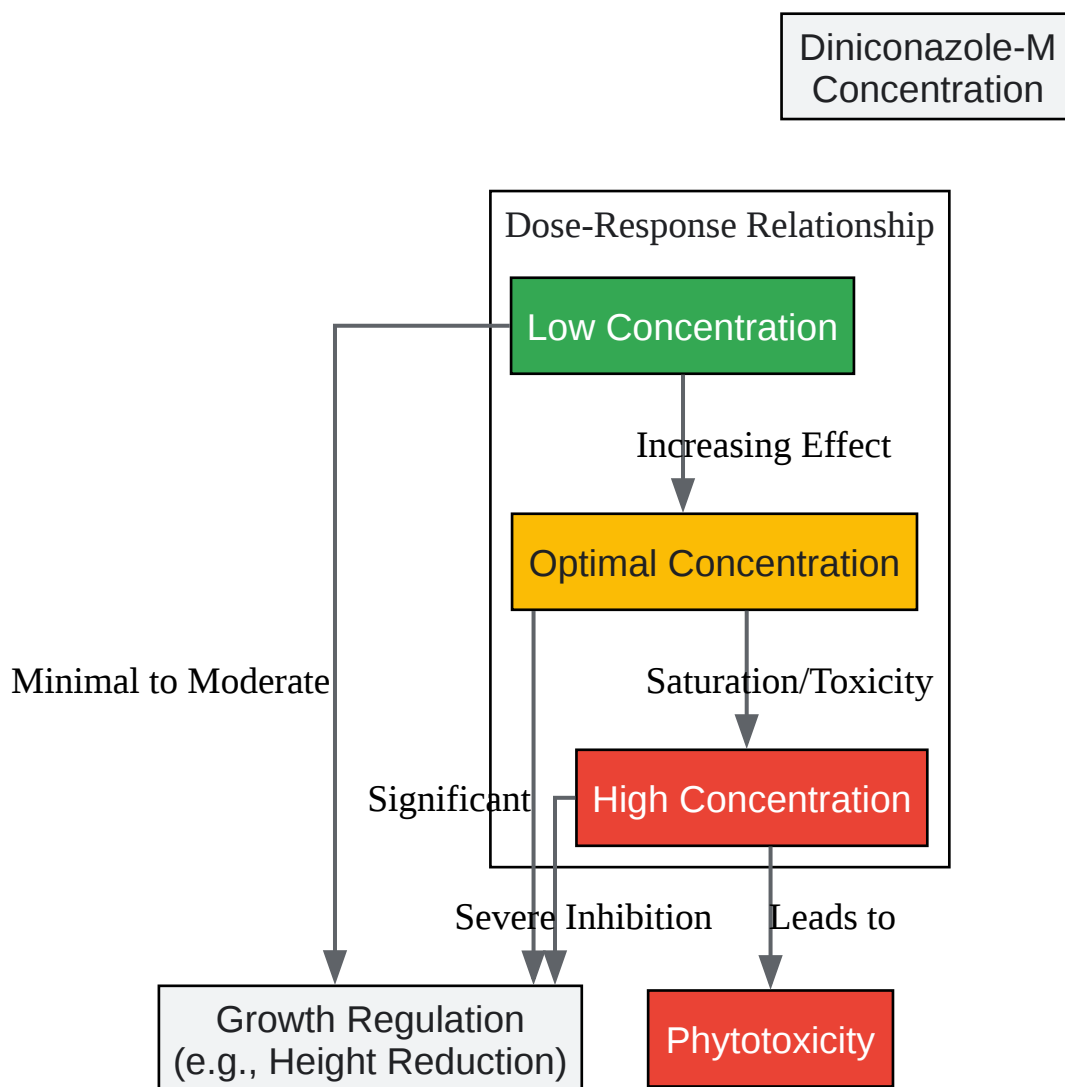 Diniconazole-M
Concentration
Dose-Response Relationship
Low Concentration
Increasing Effect
Optimal Concentration
Minimal to Moderate
Saturation/Toxicity
Significant
High Concentration
Severe Inhibition
Leads to
Growth Regulation
(e.g., Height Reduction)
Phytotoxicity